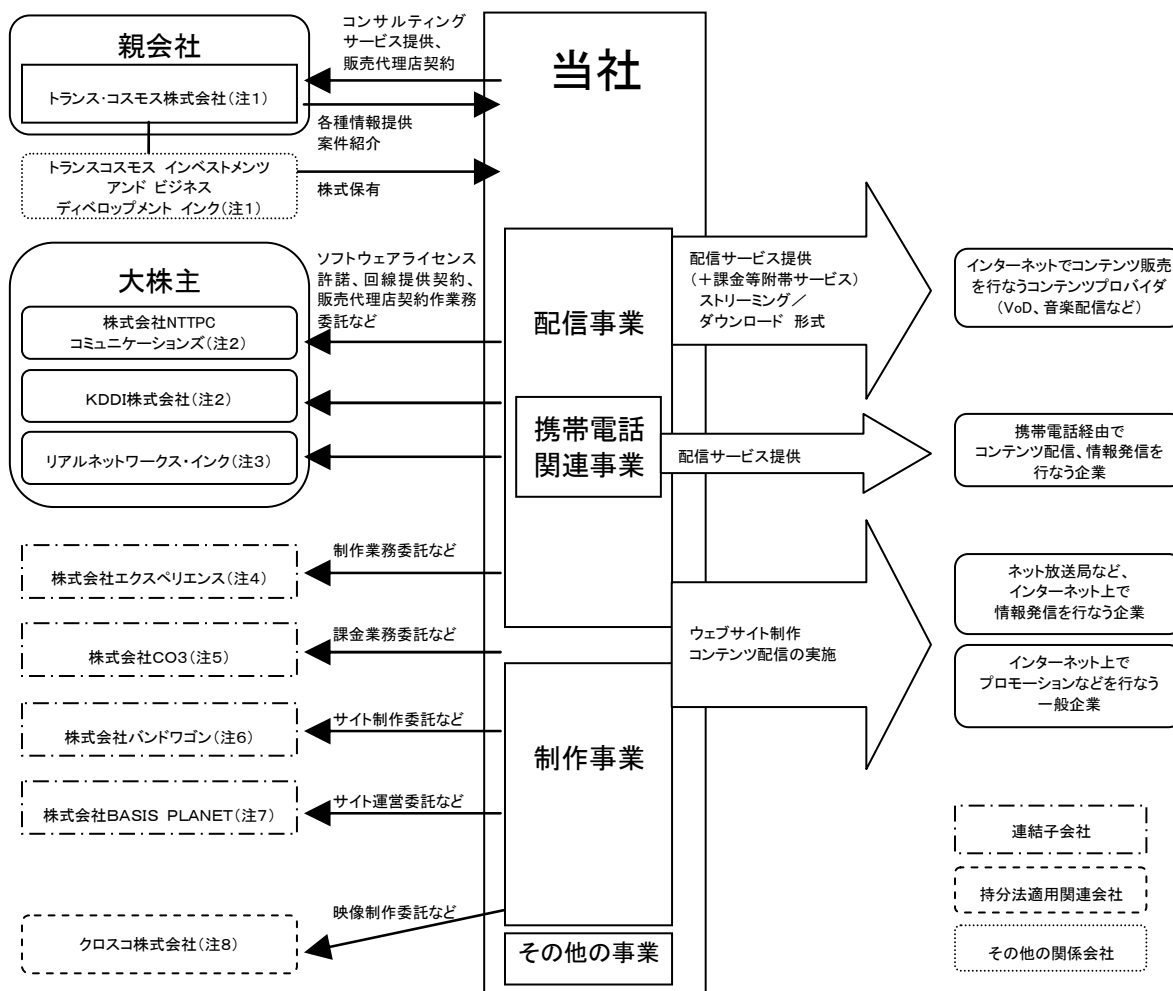 コンサルティング
サービス提供、
販売代理店契約
親会社
トランス・コスモス株式会社(注1)
各種情報提供
案件紹介
トランスコスモス インベストメンツ
アンド ビジネス
ディベロップメント インク(注1)
株式保有
当社
大株主
ソフトウェアライセンス
許諾、回線提供契約、
販売代理店契約作業務
委託など
株式会社NTTPC
コミュニケーションズ(注2)
KDDI株式会社(注2)
リアルネットワークス・インク(注3)
配信事業
携帯電話
関連事業
配信サービス提供
(+課金等附帯サービス)
ストリーミング/
ダウンロード 形式
インターネットでコンテンツ販売
を行なうコンテンツプロバイダ
(VoD、音楽配信など)
配信サービス提供
携帯電話経由で
コンテンツ配信、情報発信を
行なう企業
制作業務委託など
株式会社エクスペリエンス(注4)
課金業務委託など
株式会社CO3(注5)
ウェブサイト制作
コンテンツ配信の実施
ネット放送局など、
インターネット上で
情報発信を行なう企業
インターネット上で
プロモーションなどを行なう
一般企業
サイト制作委託など
株式会社バンドワゴン(注6)
制作事業
サイト運営委託など
株式会社BASIS PLANET(注7)
映像制作委託など
クロスコ株式会社(注8)
その他の事業
連結子会社
持分法適用関連会社
その他の関係会社